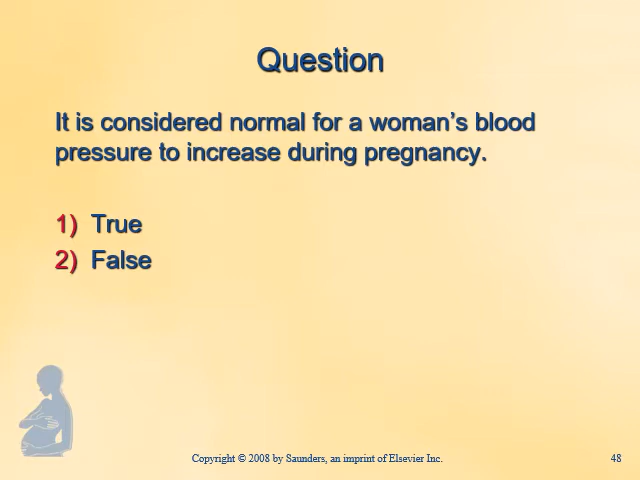 Question
It is considered normal for a woman’s blood
pressure to increase during pregnancy.
1) True
2) False
Copyright © 2008 by Saunders, an imprint of Elsevier Inc.
48